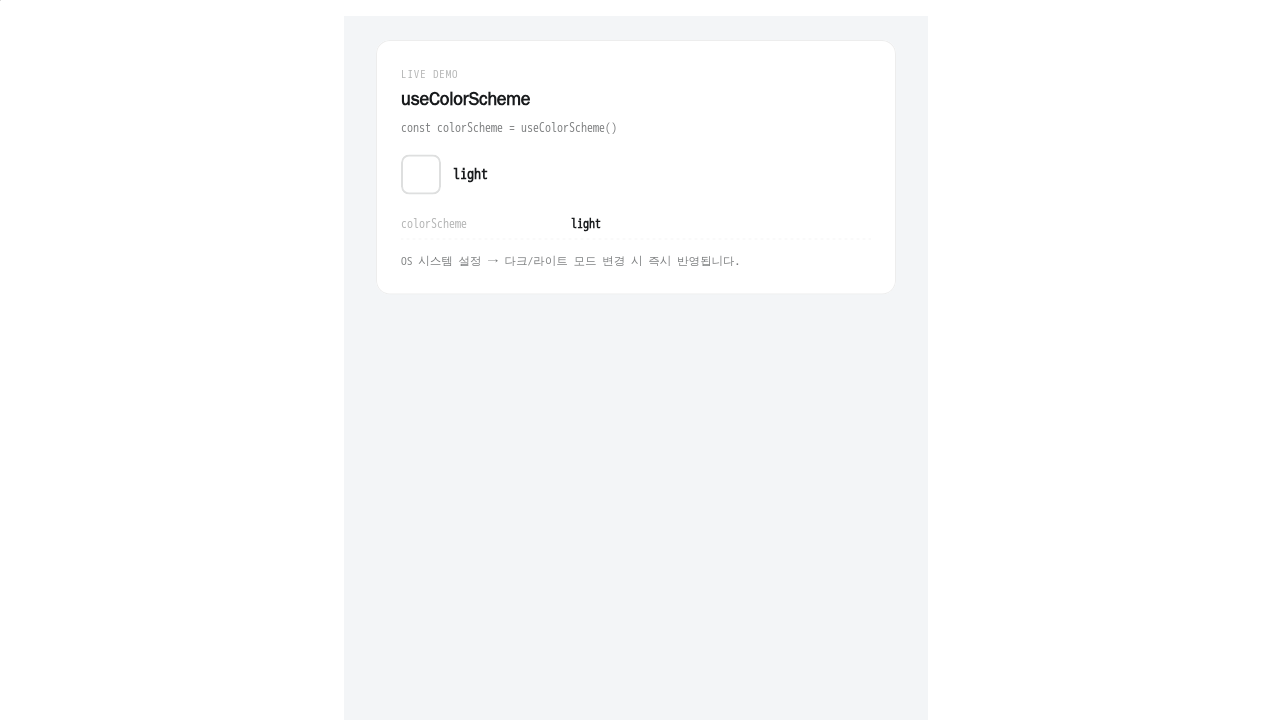 LIVE DEMO
useColorScheme
const colorScheme = useColorScheme()
light
colorScheme light
OS 시스템 설정 → 다크/라이트 모드 변경 시 즉시 반영됩니다.